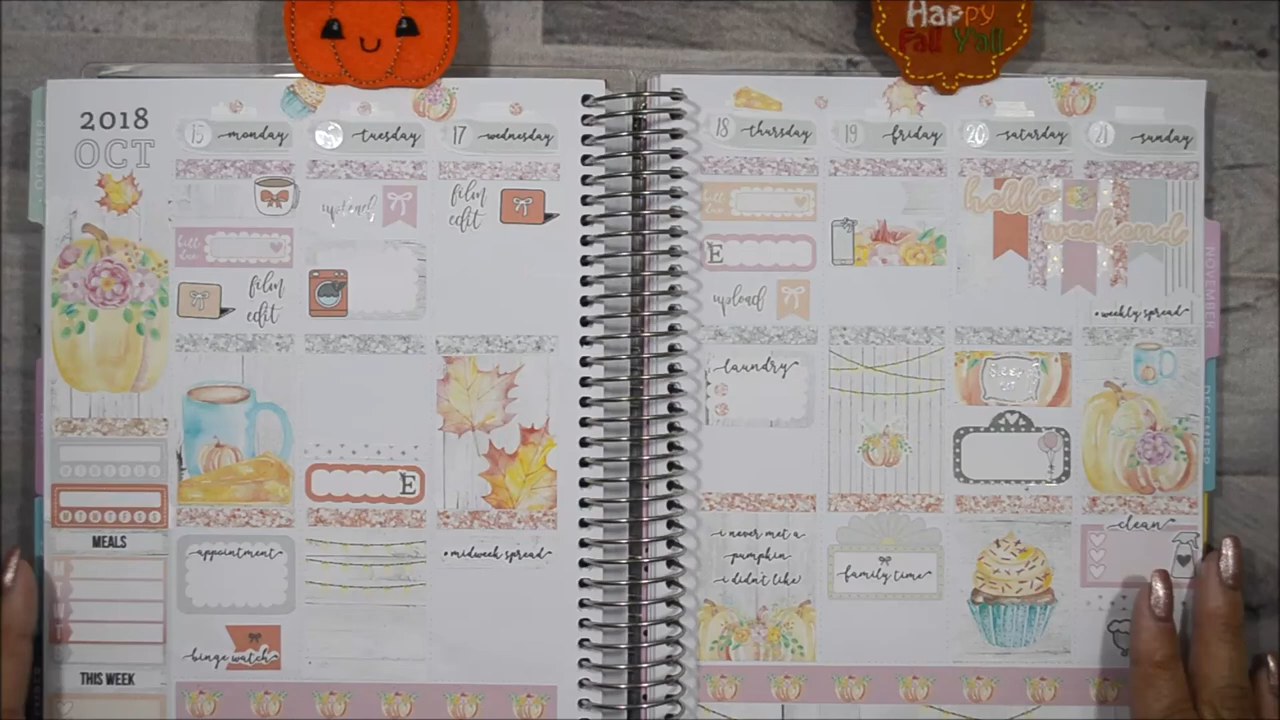 Happy
Fall Y'all
2018
OCT
15 monday
tuesday
17 wednesday
18 thursday
19 friday
20 saturday
21 sunday
upload
film
edit
film
edit
hello
weekend
E
upload
•weekly spread•
laundry
E
MEALS
appointment
•midweek spread•
i never met a
pumpkin
i didn't like
family time
clean
binge watch
THIS WEEK
OCTOBER
NOVEMBER
DECEMBER